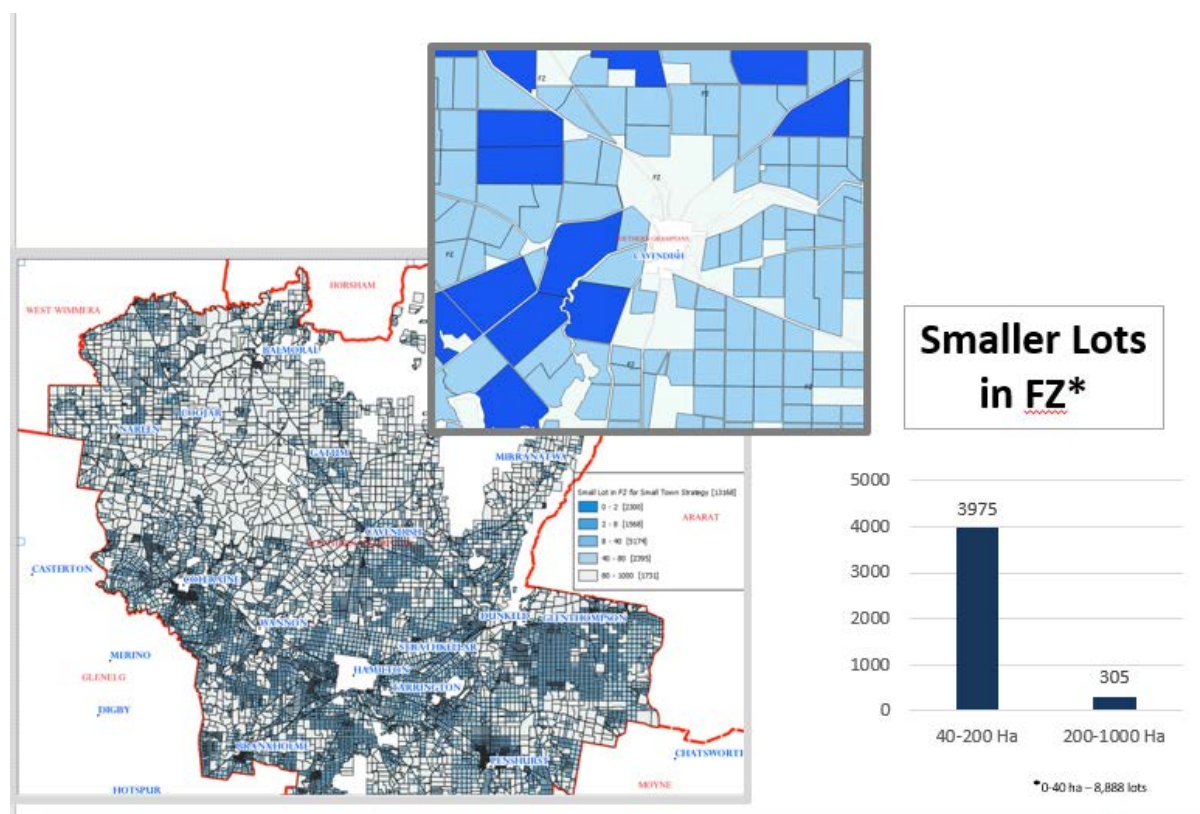 FZ
FZ
FZ
CAVENDISH
FZ
FZ
FZ
HORSHAM
WEST WIMMERA
BALMORAL
NAREEN
GATUM
MIRRANATWA
CAVENDISH
CASTERTON
COLERAINE
WANNON
DUNKELD
GLENTHOMPSON
STRATHKELLAR
MERINO
HAMILTON
GLENELG
TARRINGTON
DIGBY
BRANXHOLME
PENSHURST
CHATSWORTH
HOTSPUR
MOYNE
Small Lot in FZ for Small Town Strategy [13168]
0 - 2 [2300]
2 - 8 [1568]
8 - 40 [5174]
40 - 80 [2395]
80 - 1000 [1731]
ARARAT
Smaller Lots
in FZ*
5000
4000
3000
2000
1000
0
3975
305
40-200 Ha
200-1000 Ha
*0-40 ha – 8,888 lots